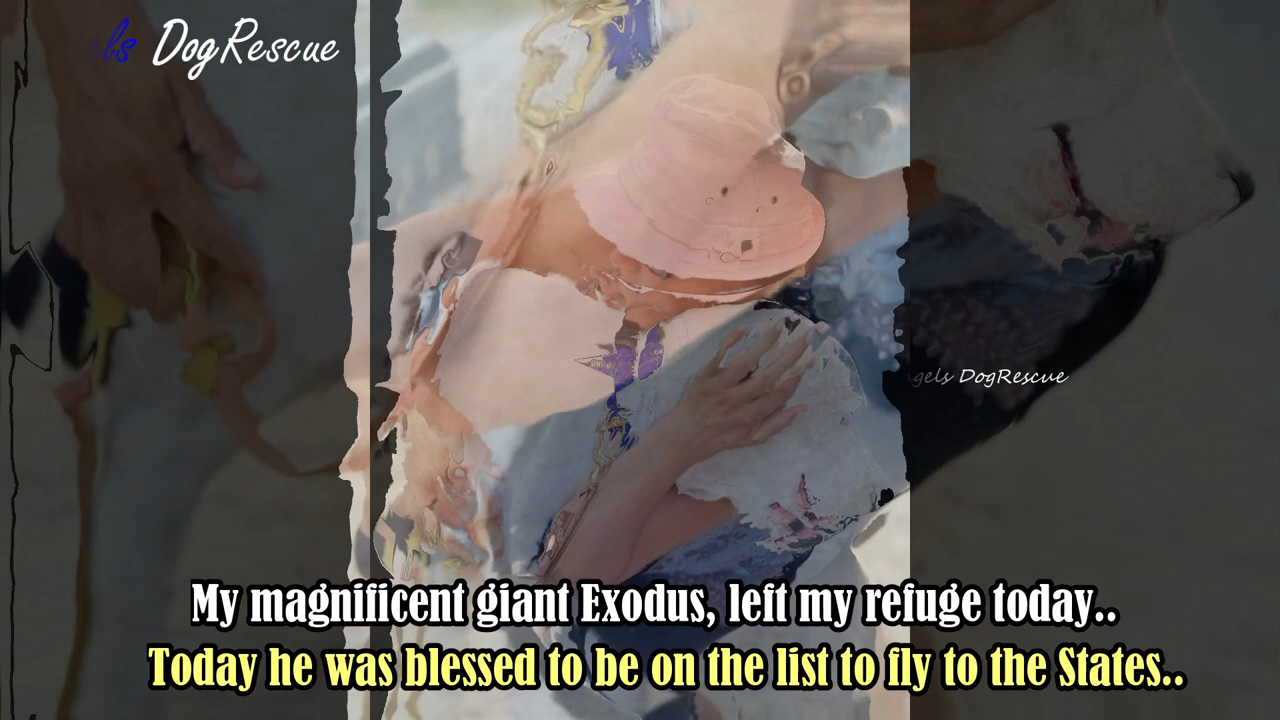 DogRescue
DogRescue
My magnificent giant Exodus, left my refuge today..
Today he was blessed to be on the list to fly to the States..